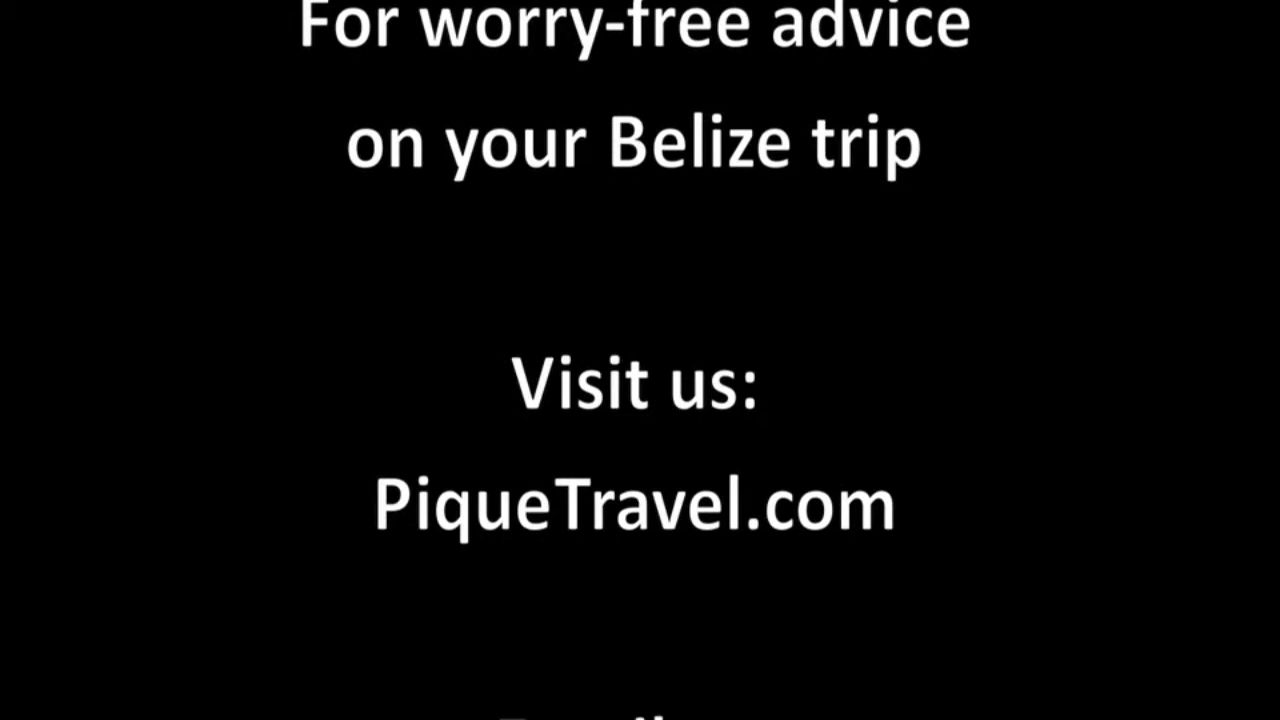 For worry-free advice
on your Belize trip
Visit us:
PiqueTravel.com